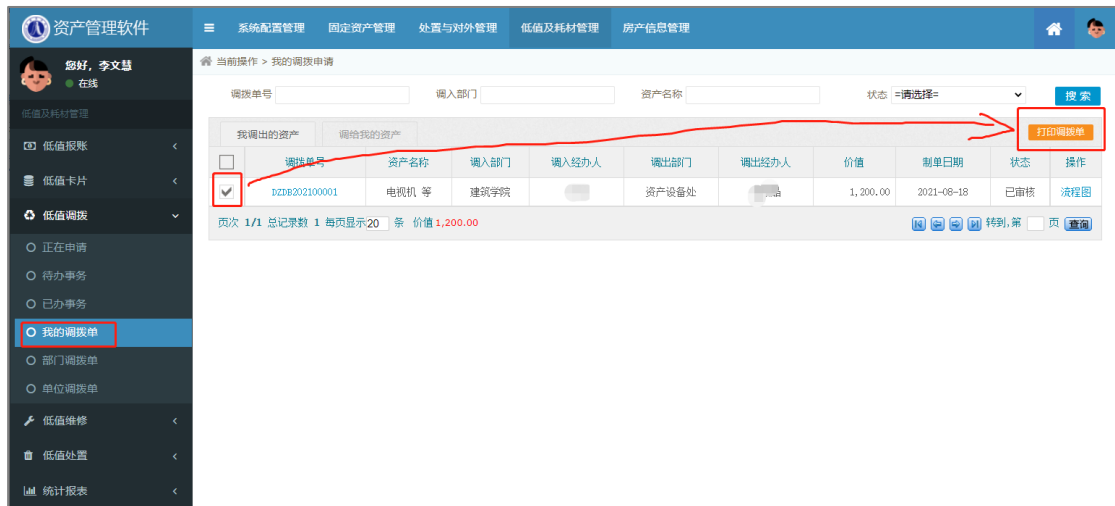 资产管理软件
系统配置管理 固定资产管理 处置与对外管理 低值及耗材管理 房产信息管理
您好，李文慧
在线
当前操作 > 我的调拨申请
低值及耗材管理
调拨单号 调入部门 资产名称 状态 =请选择= 搜 索
我调出的资产 调给我的资产 打印调拨单
调拨单号 资产名称 调入部门 调入经办人 调出部门 调出经办人 价值 制单日期 状态 操作
DZDB202100001 电视机 等 建筑学院 资产设备处 1,200.00 2021-08-18 已审核 流程图
页次 1/1 总记录数 1 每页显示 20 条 价值 1,200.00 转到,第 页 查询
低值报账
低值卡片
低值调拨
正在申请
待办事务
已办事务
我的调拨单
部门调拨单
单位调拨单
低值维修
低值处置
统计报表